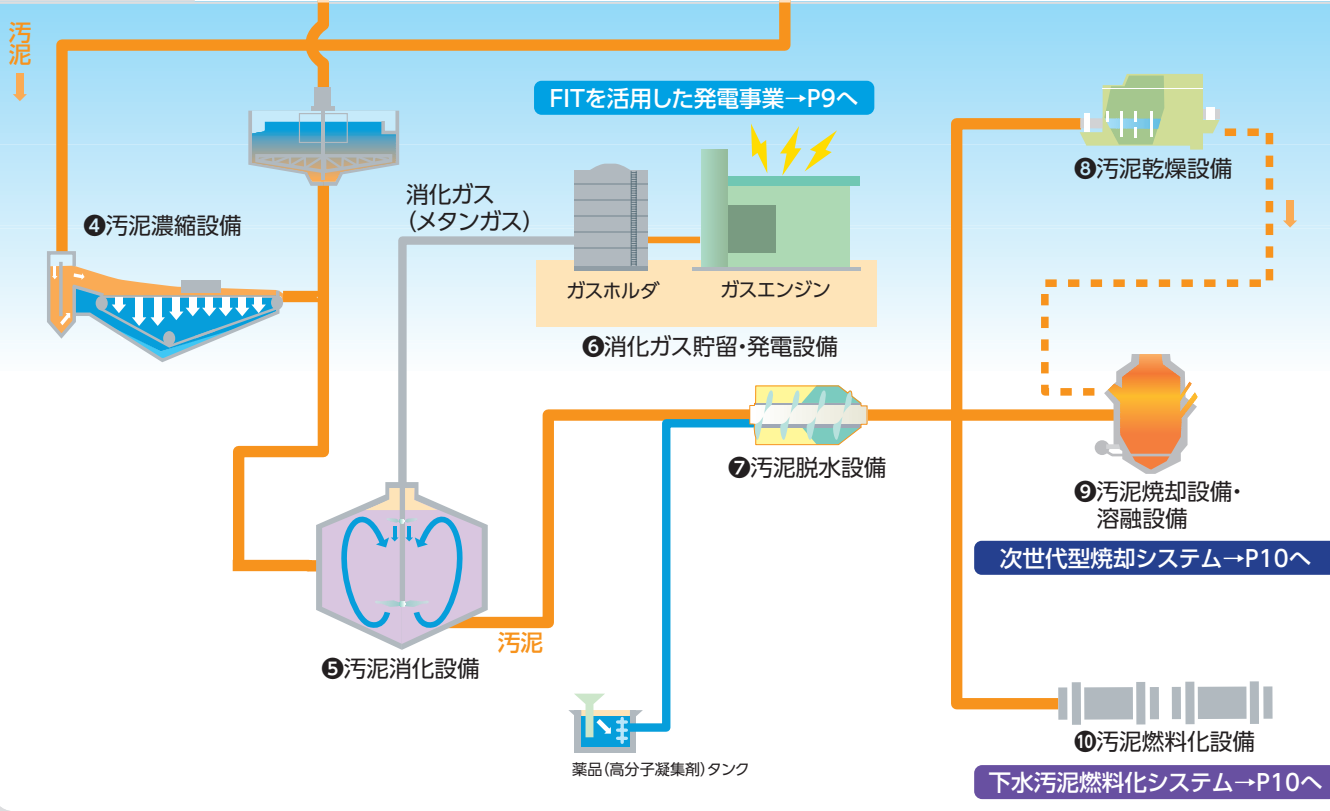 汚泥
FITを活用した発電事業→P9へ
❽汚泥乾燥設備
消化ガス
（メタンガス）
❹汚泥濃縮設備
ガスホルダ
ガスエンジン
❻消化ガス貯留・発電設備
❼汚泥脱水設備
❾汚泥焼却設備・
溶融設備
次世代型焼却システム→P10へ
汚泥
❺汚泥消化設備
❿汚泥燃料化設備
薬品（高分子凝集剤）タンク
下水汚泥燃料化システム→P10へ